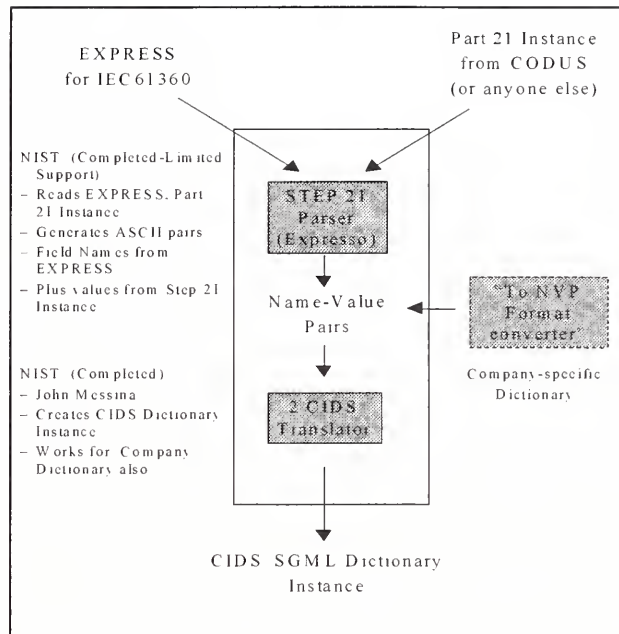 EXPRESS
for IEC61360
Part 21 Instance
from CODUS
(or anyone else)
NIST (Completed-Limited
Support)
– Reads EXPRESS, Part
21 Instance
– Generates ASCII pairs
– Field Names from
EXPRESS
– Plus values from Step 21
Instance
STEP 21
Parser
(Expresso)
Name-Value
Pairs
"To NVP
Format
converter"
Company-specific
Dictionary
NIST (Completed)
– John Messina
– Creates CIDS Dictionary
Instance
– Works for Company
Dictionary also
2 CIDS
Translator
CIDS SGML Dictionary
Instance